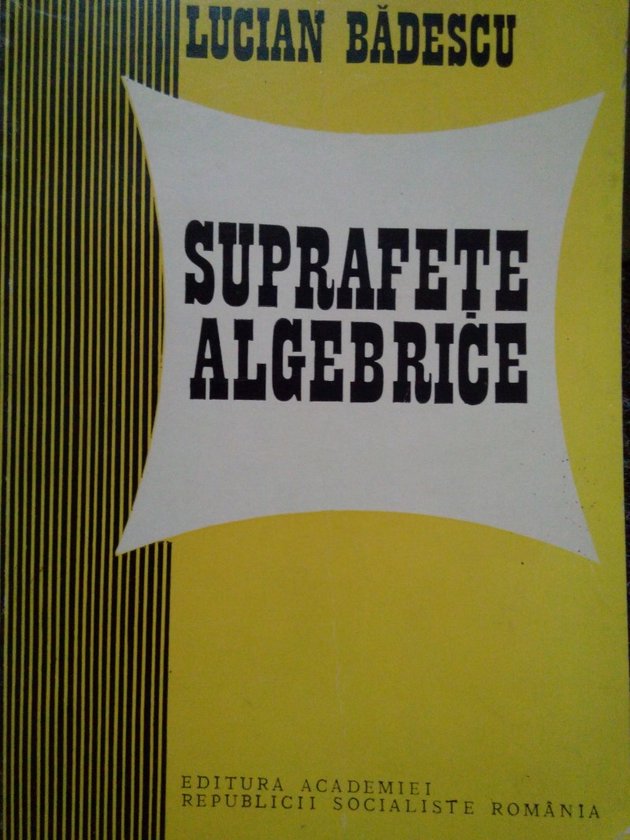 LUCIAN BĂDESCU
SUPRAFEȚE
ALGEBRICE
EDITURA ACADEMIEI
REPUBLICII SOCIALISTE ROMÂNIA